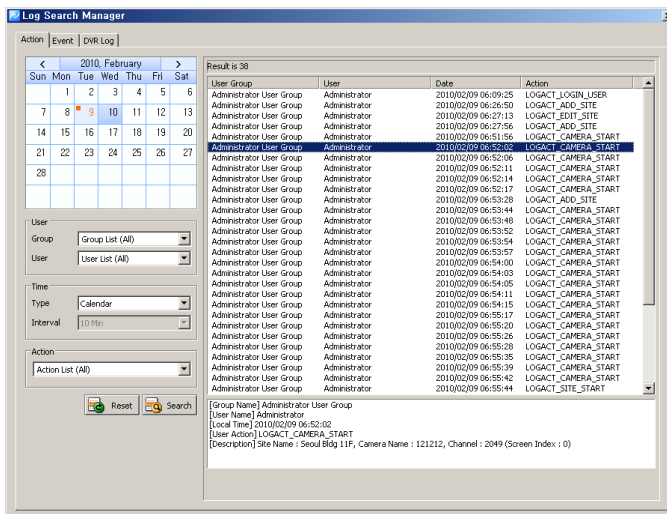 Log Search Manager
Action Event DVR Log
< 2010, February >
Sun Mon Tue Wed Thu Fri Sat
1 2 3 4 5 6
7 8 9 10 11 12 13
14 15 16 17 18 19 20
21 22 23 24 25 26 27
28
User
Group Group List (All)
User User List (All)
Time
Type Calendar
Interval 10 Min
Action
Action List (All)
Reset Search
Result is 38
User Group User Date Action
Administrator User Group Administrator 2010/02/09 06:09:25 LOGACT_LOGIN_USER
Administrator User Group Administrator 2010/02/09 06:26:50 LOGACT_ADD_SITE
Administrator User Group Administrator 2010/02/09 06:27:13 LOGACT_EDIT_SITE
Administrator User Group Administrator 2010/02/09 06:27:56 LOGACT_ADD_SITE
Administrator User Group Administrator 2010/02/09 06:51:56 LOGACT_CAMERA_START
Administrator User Group Administrator 2010/02/09 06:52:02 LOGACT_CAMERA_START
Administrator User Group Administrator 2010/02/09 06:52:06 LOGACT_CAMERA_START
Administrator User Group Administrator 2010/02/09 06:52:11 LOGACT_CAMERA_START
Administrator User Group Administrator 2010/02/09 06:52:14 LOGACT_CAMERA_START
Administrator User Group Administrator 2010/02/09 06:52:17 LOGACT_CAMERA_START
Administrator User Group Administrator 2010/02/09 06:53:28 LOGACT_ADD_SITE
Administrator User Group Administrator 2010/02/09 06:53:44 LOGACT_CAMERA_START
Administrator User Group Administrator 2010/02/09 06:53:48 LOGACT_CAMERA_START
Administrator User Group Administrator 2010/02/09 06:53:52 LOGACT_CAMERA_START
Administrator User Group Administrator 2010/02/09 06:53:54 LOGACT_CAMERA_START
Administrator User Group Administrator 2010/02/09 06:53:57 LOGACT_CAMERA_START
Administrator User Group Administrator 2010/02/09 06:54:00 LOGACT_CAMERA_START
Administrator User Group Administrator 2010/02/09 06:54:03 LOGACT_CAMERA_START
Administrator User Group Administrator 2010/02/09 06:54:05 LOGACT_CAMERA_START
Administrator User Group Administrator 2010/02/09 06:54:11 LOGACT_CAMERA_START
Administrator User Group Administrator 2010/02/09 06:54:15 LOGACT_CAMERA_START
Administrator User Group Administrator 2010/02/09 06:55:17 LOGACT_CAMERA_START
Administrator User Group Administrator 2010/02/09 06:55:20 LOGACT_CAMERA_START
Administrator User Group Administrator 2010/02/09 06:55:26 LOGACT_CAMERA_START
Administrator User Group Administrator 2010/02/09 06:55:28 LOGACT_CAMERA_START
Administrator User Group Administrator 2010/02/09 06:55:35 LOGACT_CAMERA_START
Administrator User Group Administrator 2010/02/09 06:55:39 LOGACT_CAMERA_START
Administrator User Group Administrator 2010/02/09 06:55:42 LOGACT_CAMERA_START
Administrator User Group Administrator 2010/02/09 06:55:44 LOGACT_SITE_START
[Group Name] Administrator User Group
[User Name] Administrator
[Local Time] 2010/02/09 06:52:02
[User Action] LOGACT_CAMERA_START
[Description] Site Name : Seoul Bldg 11F, Camera Name : 121212, Channel : 2049 (Screen Index : 0)